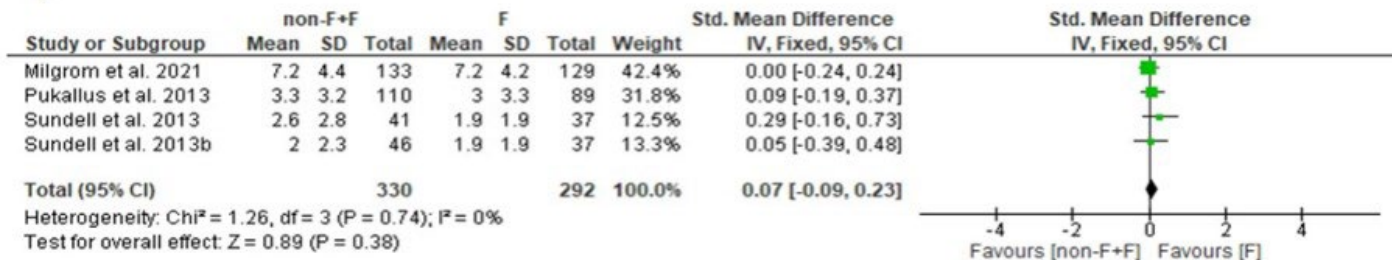 non-F+F F Std. Mean Difference Std. Mean Difference
Study or Subgroup Mean SD Total Mean SD Total Weight IV, Fixed, 95% CI IV, Fixed, 95% CI
Milgrom et al. 2021 7.2 4.4 133 7.2 4.2 129 42.4% 0.00 [-0.24, 0.24]
Pukallus et al. 2013 3.3 3.2 110 3 3.3 89 31.8% 0.09 [-0.19, 0.37]
Sundell et al. 2013 2.6 2.8 41 1.9 1.9 37 12.5% 0.29 [-0.16, 0.73]
Sundell et al. 2013b 2 2.3 46 1.9 1.9 37 13.3% 0.05 [-0.39, 0.48]
Total (95% CI) 330 292 100.0% 0.07 [-0.09, 0.23]
Heterogeneity: Chi² = 1.26, df = 3 (P = 0.74); I² = 0%
Test for overall effect: Z = 0.89 (P = 0.38)
-4 -2 0 2 4
Favours [non-F+F] Favours [F]